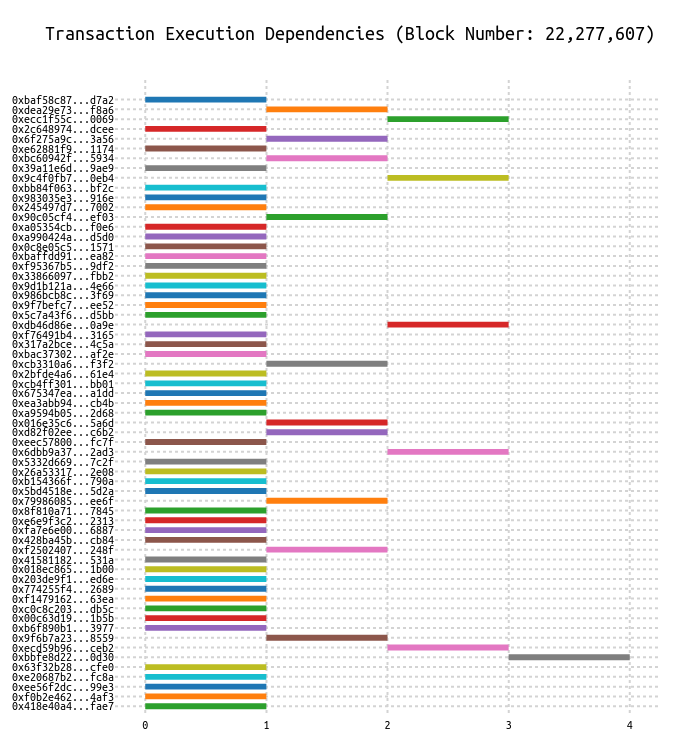 Transaction Execution Dependencies (Block Number: 22,277,607)
0xbaf58c87...d7a2
0xdea29e73...f8a6
0xecc1f55c...0069
0x2c648974...dcee
0x6f275a9c...3a56
0xe62881f9...1174
0xbc60942f...5934
0x39a11e6d...9ae9
0x9c4f0fb7...0eb4
0xbb84f063...bf2c
0x983035e3...916e
0x245497d7...7002
0x90c05cf4...ef03
0xa05354cb...f0e6
0xa990424a...d5d0
0x0c8e05c5...1571
0xbaffdd91...ea82
0xf95367b5...9df2
0x33866097...fbb2
0x9d1b121a...4e66
0x986bcb8c...3f69
0x9f7befc7...ee52
0x5c7a43f6...d5bb
0xdb46d86e...0a9e
0xf76491b4...3165
0x317a2bce...4c5a
0xbac37302...af2e
0xcb3310a6...f3f2
0x2bfde4a6...61e4
0xcb4ff301...bb01
0x675347ea...a1dd
0xea3abb94...cb4b
0xa9594b05...2d68
0x016e35c6...5a6d
0xd82f02ee...c6b2
0xeec57800...fc7f
0x6dbb9a37...2ad3
0x5332d669...7c2f
0x26a53317...2e08
0xb154366f...790a
0x5bd4518e...5d2a
0x79986085...ee6f
0x8f810a71...7845
0xe6e9f3c2...2313
0xfa7e6e00...6887
0x428ba45b...cb84
0xf2502407...248f
0x41581182...531a
0x018ec865...1b00
0x203de9f1...ed6e
0x774255f4...2689
0xf1479162...63ea
0xc0c8c203...db5c
0x00c63d19...1b5b
0xb6f890b1...3977
0x9f6b7a23...8559
0xecd59b96...ceb2
0xbbfe8d22...0d30
0x63f32b28...cfe0
0xe20687b2...fc8a
0xee56f2dc...99e3
0xf0b2e462...4af3
0x418e40a4...fae7
0 1 2 3 4